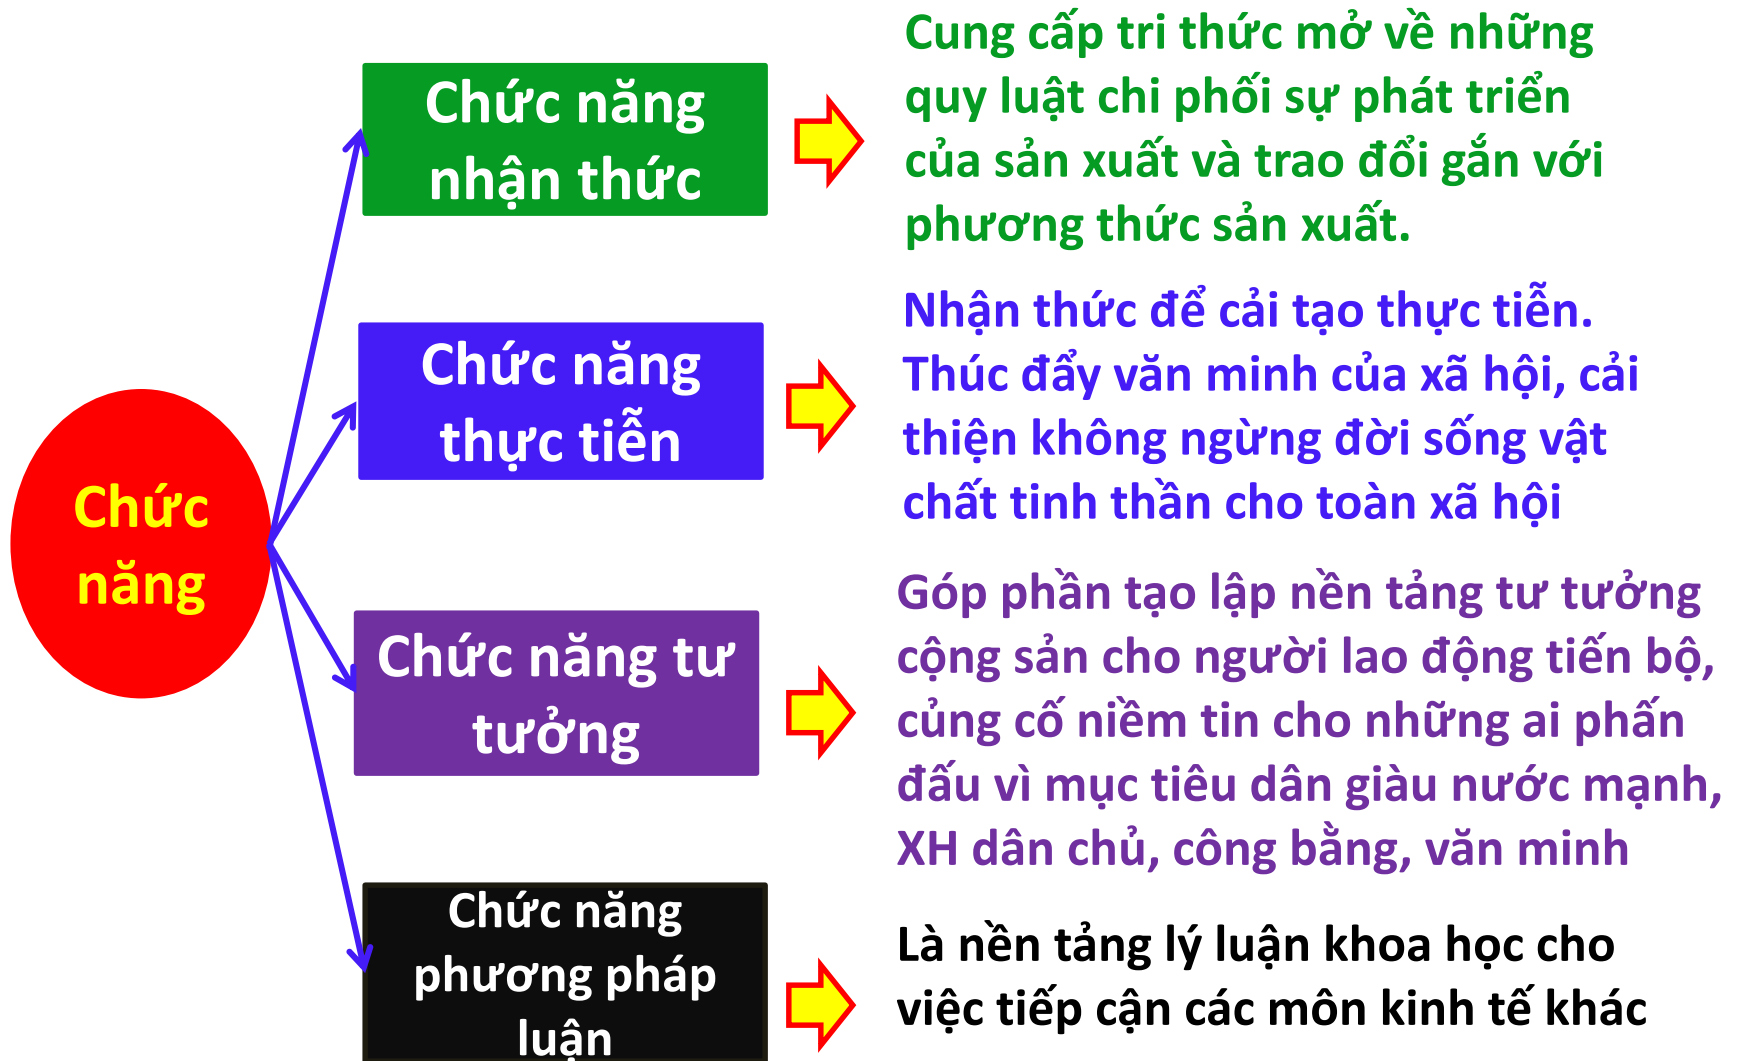 Chức
năng
Chức năng
nhận thức
Cung cấp tri thức mở về những
quy luật chi phối sự phát triển
của sản xuất và trao đổi gắn với
phương thức sản xuất.
Chức năng
thực tiễn
Nhận thức để cải tạo thực tiễn.
Thúc đẩy văn minh của xã hội, cải
thiện không ngừng đời sống vật
chất tinh thần cho toàn xã hội
Chức năng tư
tưởng
Góp phần tạo lập nền tảng tư tưởng
cộng sản cho người lao động tiến bộ,
củng cố niềm tin cho những ai phấn
đấu vì mục tiêu dân giàu nước mạnh,
XH dân chủ, công bằng, văn minh
Chức năng
phương pháp
luận
Là nền tảng lý luận khoa học cho
việc tiếp cận các môn kinh tế khác